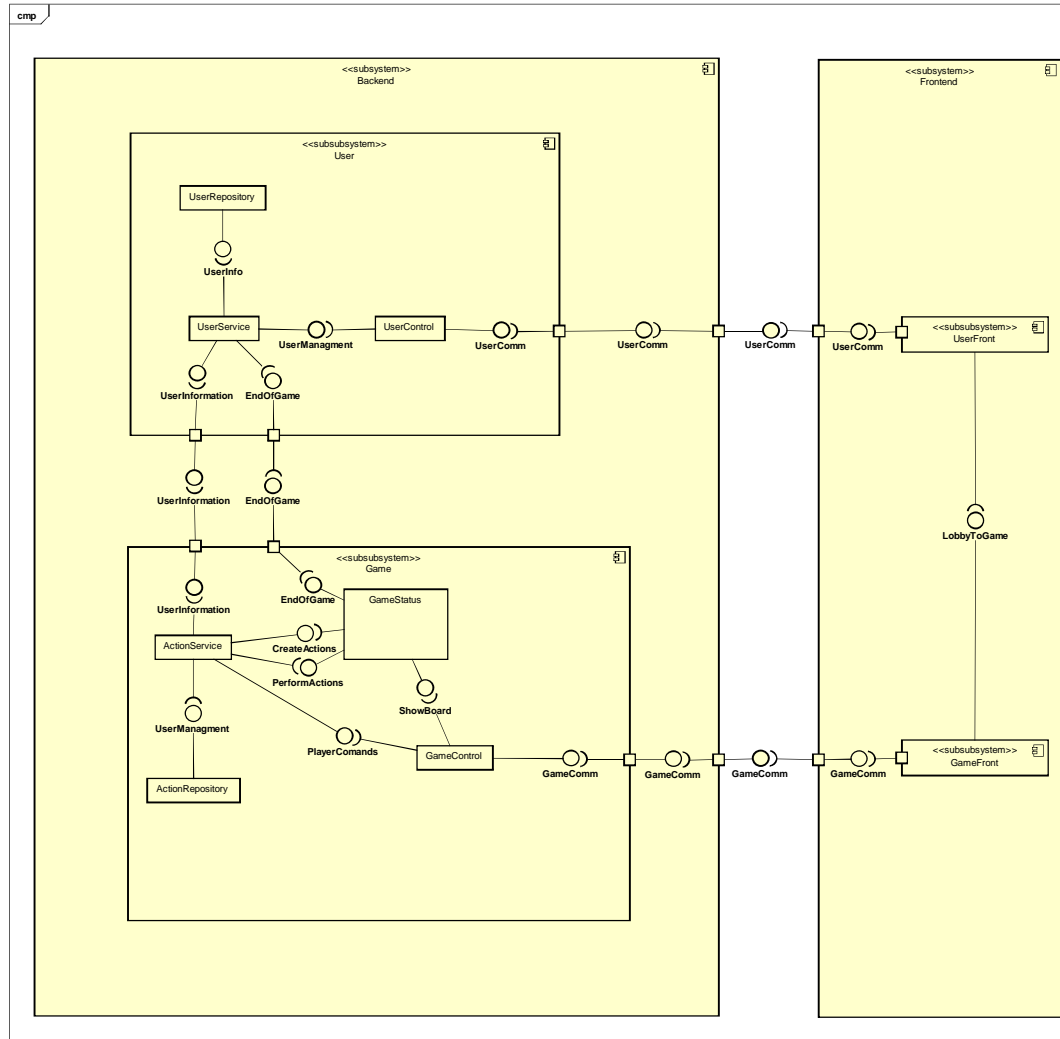 cmp
<<subsystem>>
Backend
<<subsystem>>
Frontend
<<subsubsystem>>
User
UserRepository
UserInfo
UserService
UserManagment
UserControl
UserComm
UserComm
UserComm
UserComm
<<subsubsystem>>
UserFront
UserInformation
EndOfGame
UserInformation
EndOfGame
LobbyToGame
<<subsubsystem>>
Game
EndOfGame
GameStatus
UserInformation
ActionService
CreateActions
PerformActions
ShowBoard
UserManagment
PlayerComands
GameControl
GameComm
GameComm
GameComm
GameComm
<<subsubsystem>>
GameFront
ActionRepository